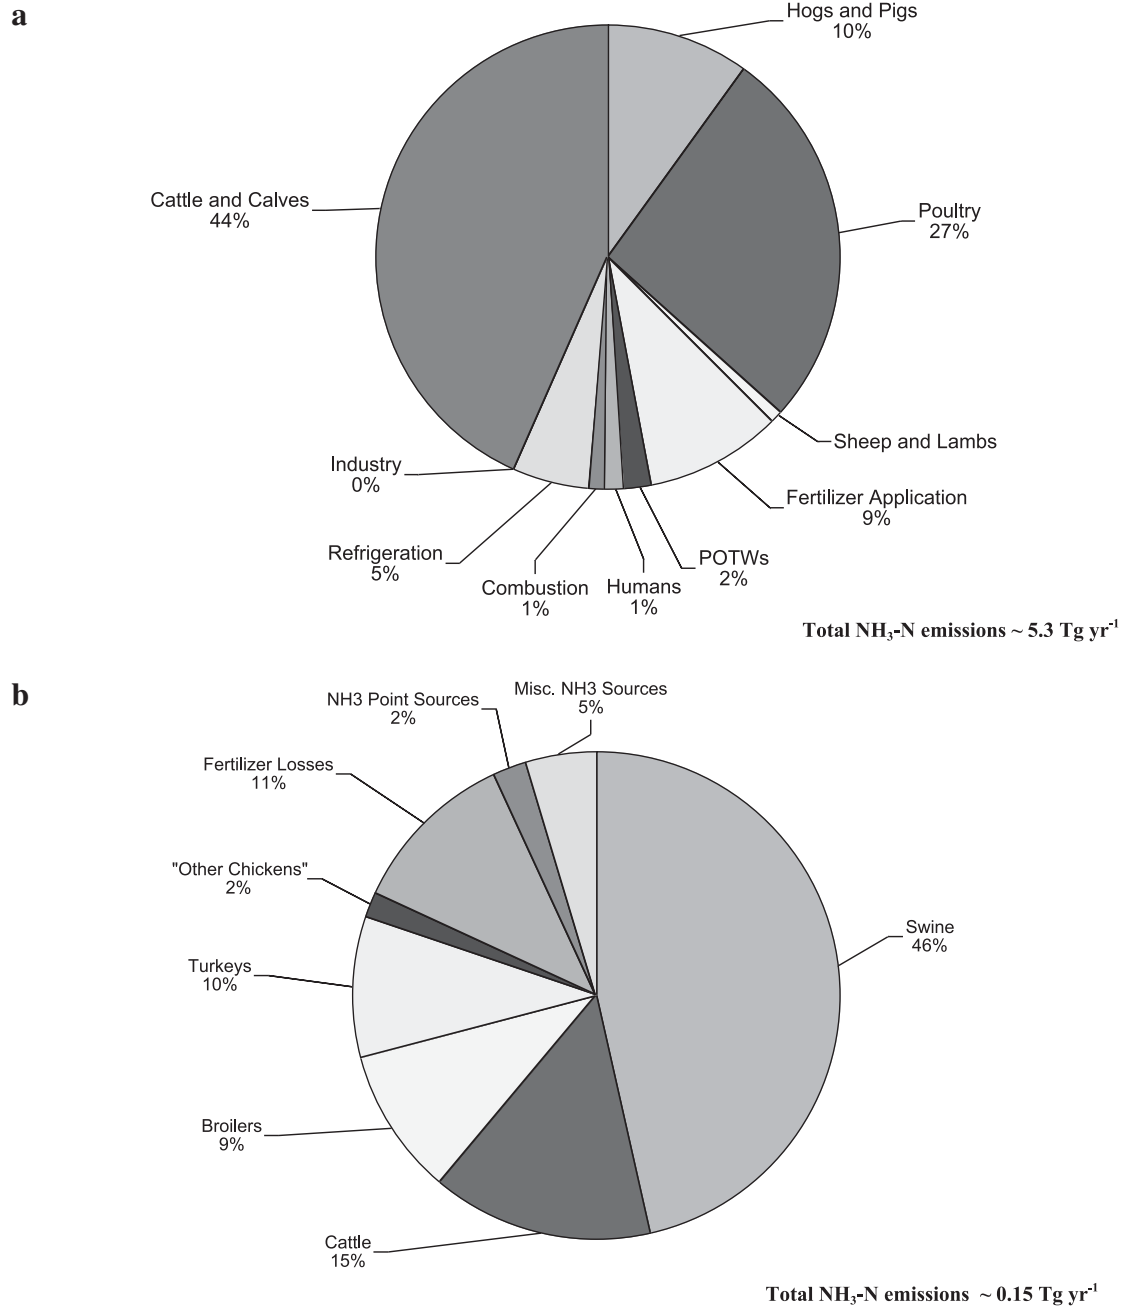 a
Hogs and Pigs
10%
Cattle and Calves
44%
Poultry
27%
Sheep and Lambs
Industry
0%
Fertilizer Application
9%
Refrigeration
5%
POTWs
2%
Combustion
1%
Humans
1%
Total NH₃-N emissions ~ 5.3 Tg yr⁻¹
b
Misc. NH3 Sources
5%
NH3 Point Sources
2%
Fertilizer Losses
11%
"Other Chickens"
2%
Swine
46%
Turkeys
10%
Broilers
9%
Cattle
15%
Total NH₃-N emissions ~ 0.15 Tg yr⁻¹